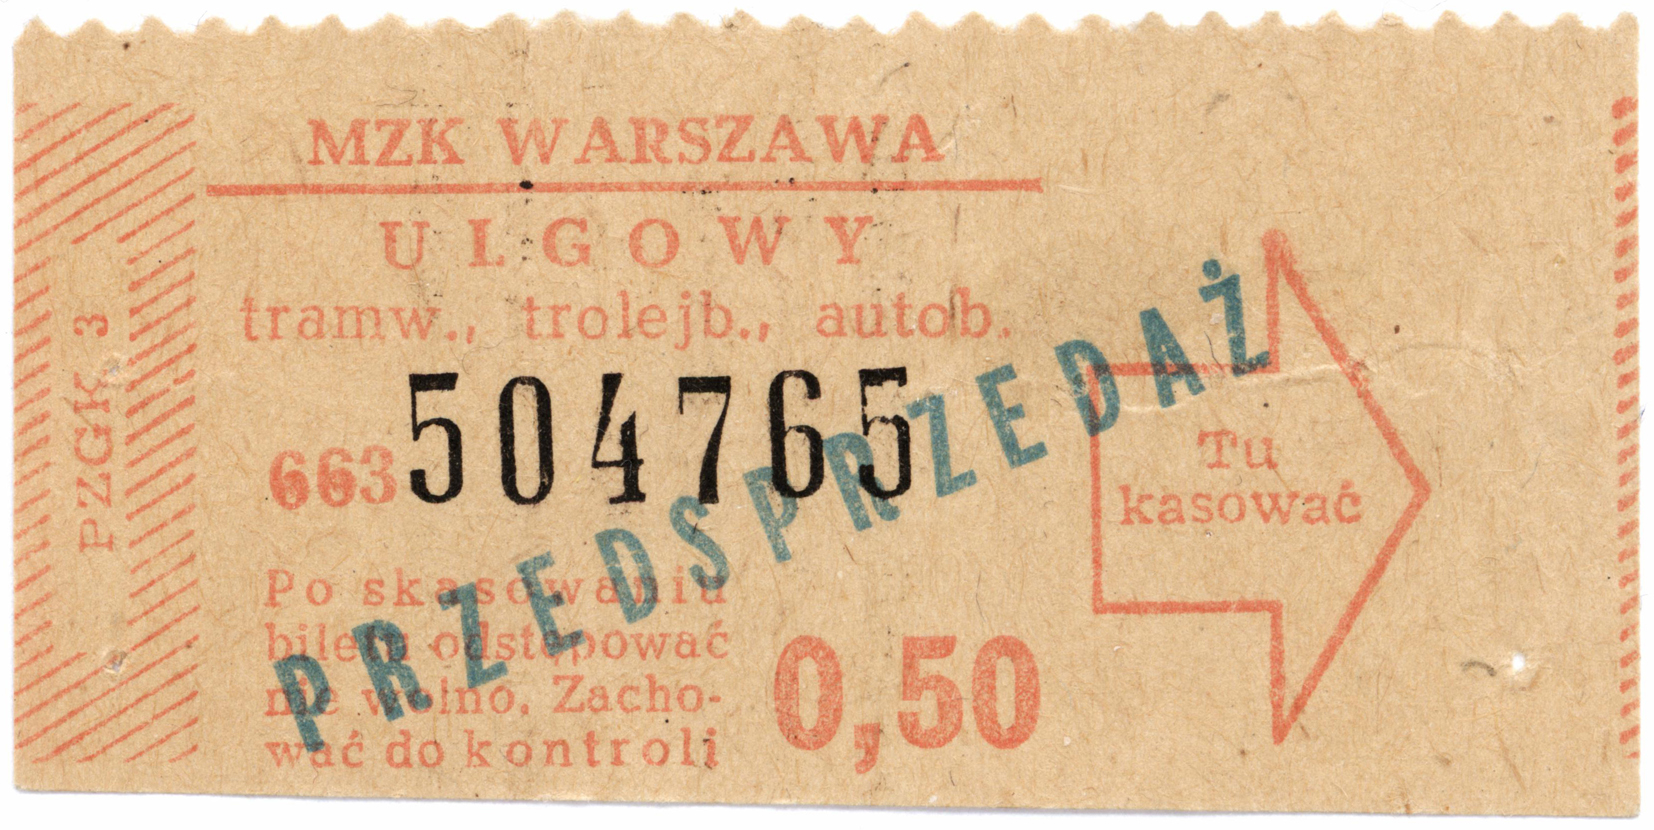 MZK WARSZAWA
ULGOWY
tramw., trolejb., autob.
663 504765
PRZEDSPRZEDAŻ
Po skasowaniu
biletu odstępować
nie wolno. Zacho-
wać do kontroli
0,50
Tu
kasować
PZGK 3